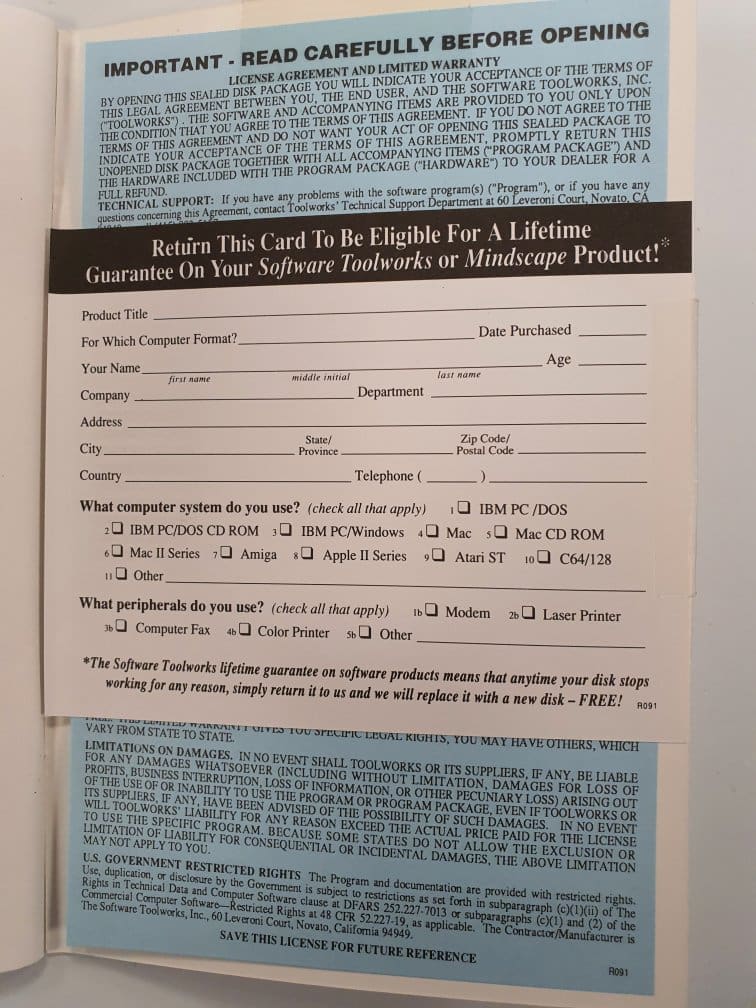 IMPORTANT - READ CAREFULLY BEFORE OPENING
LICENSE AGREEMENT AND LIMITED WARRANTY
BY OPENING THIS SEALED DISK PACKAGE YOU WILL INDICATE YOUR ACCEPTANCE OF THE TERMS OF
THIS LEGAL AGREEMENT BETWEEN YOU, THE END USER, AND THE SOFTWARE TOOLWORKS, INC.
("TOOLWORKS"). THE SOFTWARE AND ACCOMPANYING ITEMS ARE PROVIDED TO YOU ONLY UPON
THE CONDITION THAT YOU AGREE TO THE TERMS OF THIS AGREEMENT. IF YOU DO NOT AGREE TO THE
TERMS OF THIS AGREEMENT AND DO NOT WANT YOUR ACT OF OPENING THIS SEALED PACKAGE TO
INDICATE YOUR ACCEPTANCE OF THE TERMS OF THIS AGREEMENT, PROMPTLY RETURN THIS
UNOPENED DISK PACKAGE TOGETHER WITH ALL ACCOMPANYING ITEMS ("PROGRAM PACKAGE") AND
THE HARDWARE INCLUDED WITH THE PROGRAM PACKAGE ("HARDWARE") TO YOUR DEALER FOR A
FULL REFUND.
TECHNICAL SUPPORT: If you have any problems with the software program(s) ("Program"), or if you have any
questions concerning this Agreement, contact Toolworks' Technical Support Department at 60 Leveroni Court, Novato, CA
Return This Card To Be Eligible For A Lifetime
Guarantee On Your Software Toolworks or Mindscape Product!*
Product Title
For Which Computer Format? Date Purchased
Your Name Age
first name middle initial last name
Company Department
Address
City State/Province Zip Code/Postal Code
Country Telephone ( )
What computer system do you use? (check all that apply) 1 ❏ IBM PC /DOS
2 ❏ IBM PC/DOS CD ROM 3 ❏ IBM PC/Windows 4 ❏ Mac 5 ❏ Mac CD ROM
6 ❏ Mac II Series 7 ❏ Amiga 8 ❏ Apple II Series 9 ❏ Atari ST 10 ❏ C64/128
11 ❏ Other
What peripherals do you use? (check all that apply) 1b ❏ Modem 2b ❏ Laser Printer
3b ❏ Computer Fax 4b ❏ Color Printer 5b ❏ Other
*The Software Toolworks lifetime guarantee on software products means that anytime your disk stops
working for any reason, simply return it to us and we will replace it with a new disk – FREE! R091
FREE. THIS LIMITED WARRANTY GIVES YOU SPECIFIC LEGAL RIGHTS, YOU MAY HAVE OTHERS, WHICH
VARY FROM STATE TO STATE.
LIMITATIONS ON DAMAGES. IN NO EVENT SHALL TOOLWORKS OR ITS SUPPLIERS, IF ANY, BE LIABLE
FOR ANY DAMAGES WHATSOEVER (INCLUDING WITHOUT LIMITATION, DAMAGES FOR LOSS OF
PROFITS, BUSINESS INTERRUPTION, LOSS OF INFORMATION, OR OTHER PECUNIARY LOSS) ARISING OUT
OF THE USE OF OR INABILITY TO USE THE PROGRAM OR PROGRAM PACKAGE, EVEN IF TOOLWORKS OR
ITS SUPPLIERS, IF ANY, HAVE BEEN ADVISED OF THE POSSIBILITY OF SUCH DAMAGES. IN NO EVENT
WILL TOOLWORKS' LIABILITY FOR ANY REASON EXCEED THE ACTUAL PRICE PAID FOR THE LICENSE
TO USE THE SPECIFIC PROGRAM. BECAUSE SOME STATES DO NOT ALLOW THE EXCLUSION OR
LIMITATION OF LIABILITY FOR CONSEQUENTIAL OR INCIDENTAL DAMAGES, THE ABOVE LIMITATION
MAY NOT APPLY TO YOU.
U.S. GOVERNMENT RESTRICTED RIGHTS The Program and documentation are provided with restricted rights.
Use, duplication, or disclosure by the Government is subject to restrictions as set forth in subparagraph (c)(1)(ii) of The
Rights in Technical Data and Computer Software clause at DFARS 252.227-7013 or subparagraphs (c)(1) and (2) of the
Commercial Computer Software—Restricted Rights at 48 CFR 52.227-19, as applicable. The Contractor/Manufacturer is
The Software Toolworks, Inc., 60 Leveroni Court, Novato, California 94949.
SAVE THIS LICENSE FOR FUTURE REFERENCE
R091